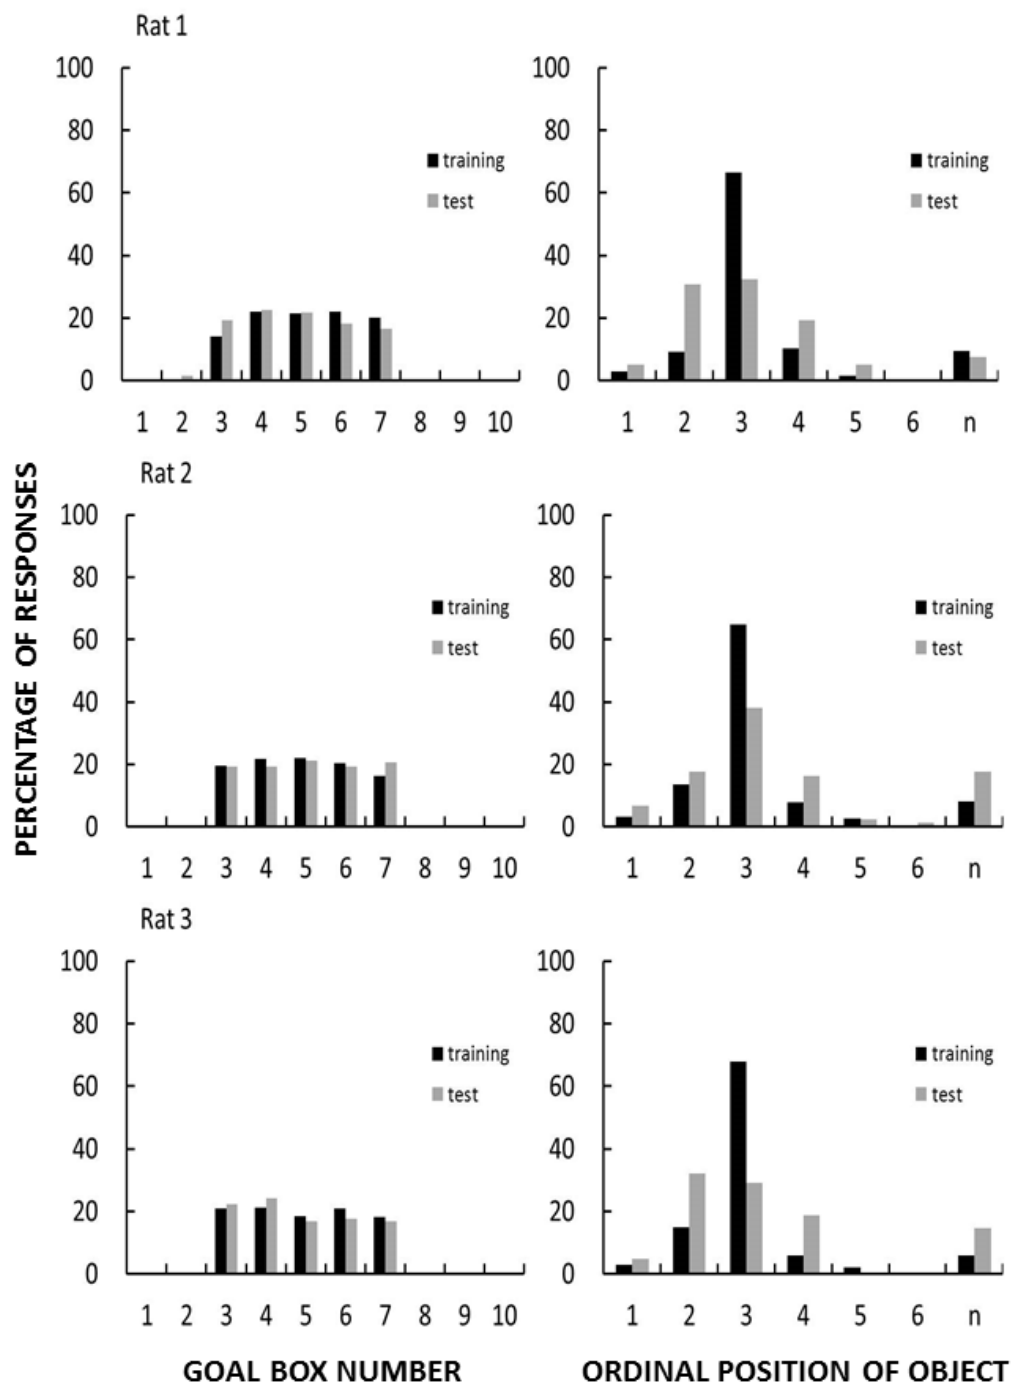 Rat 1
100
80
60
40
20
0
training
test
1 2 3 4 5 6 7 8 9 10
100
80
60
40
20
0
training
test
1 2 3 4 5 6 n
Rat 2
100
80
60
40
20
0
training
test
1 2 3 4 5 6 7 8 9 10
100
80
60
40
20
0
training
test
1 2 3 4 5 6 n
Rat 3
100
80
60
40
20
0
training
test
1 2 3 4 5 6 7 8 9 10
100
80
60
40
20
0
training
test
1 2 3 4 5 6 n
PERCENTAGE OF RESPONSES
GOAL BOX NUMBER
ORDINAL POSITION OF OBJECT